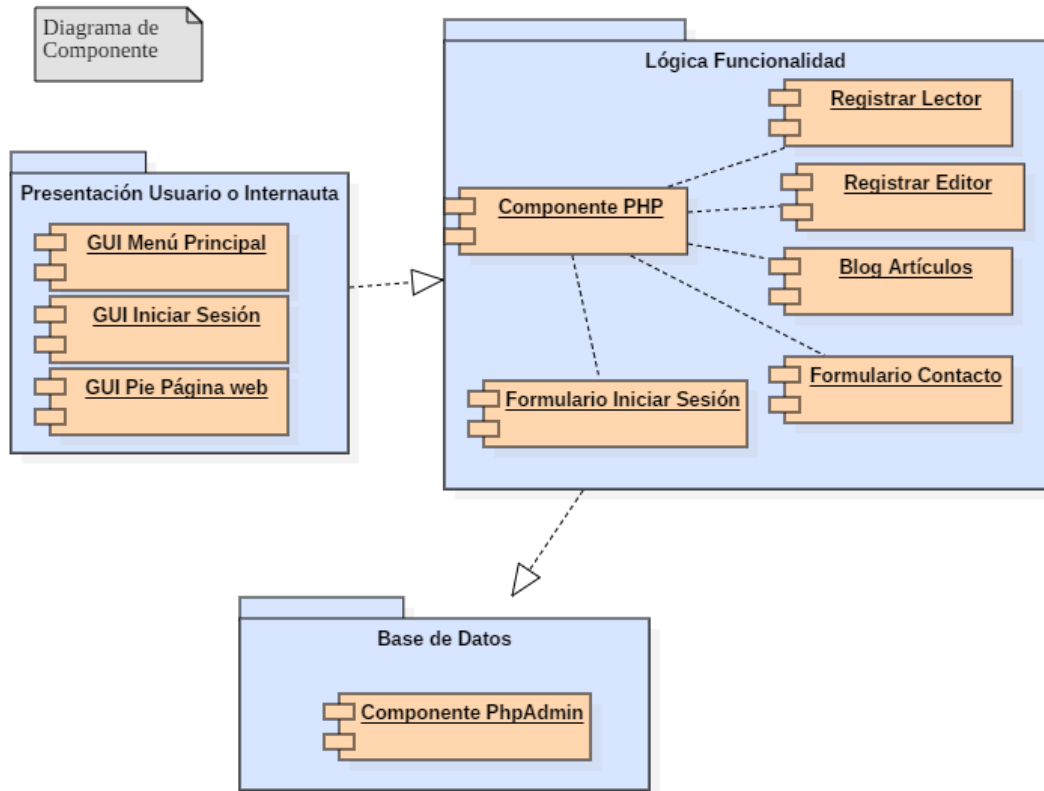 Diagrama de
Componente
Lógica Funcionalidad
Registrar Lector
Registrar Editor
Componente PHP
Blog Artículos
Formulario Contacto
Formulario Iniciar Sesión
Presentación Usuario o Internauta
GUI Menú Principal
GUI Iniciar Sesión
GUI Pie Página web
Base de Datos
Componente PhpAdmin